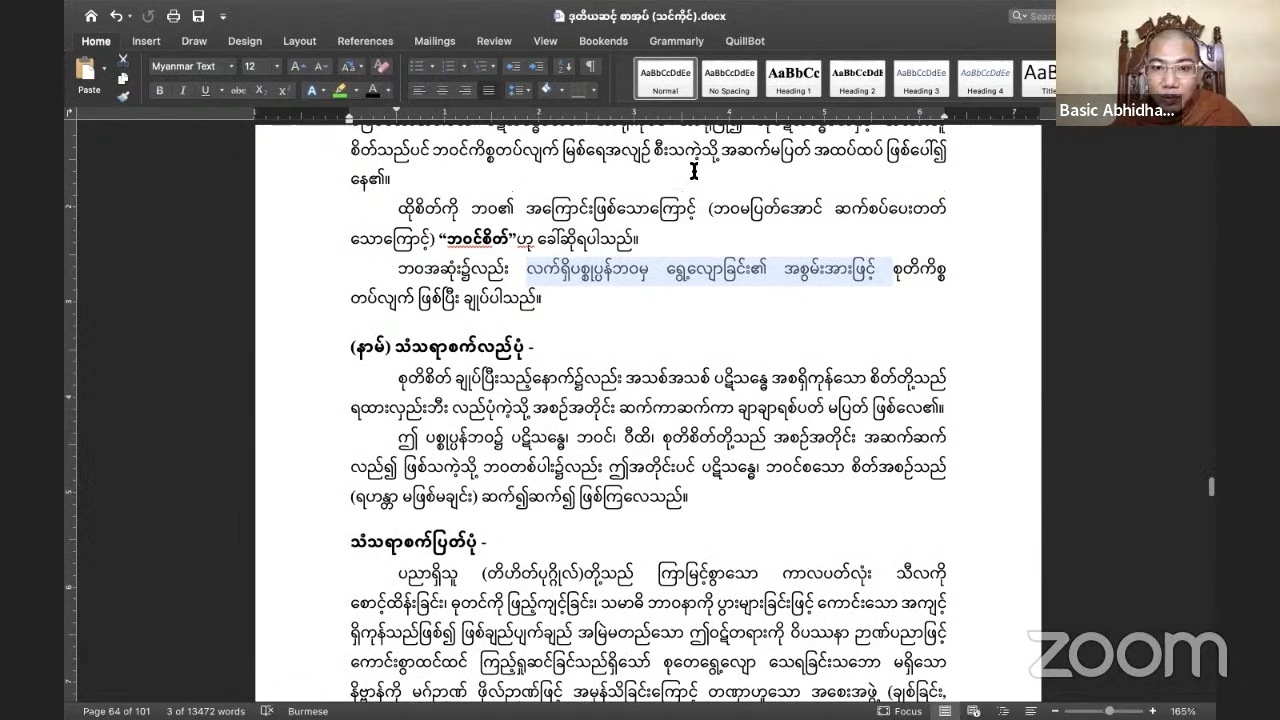 ဒုတိယဆင့် စာအုပ် (သင်ကိုင်).docx
Home Insert Draw Design Layout References Mailings Review View Bookends Grammarly QuillBot
Paste
Myanmar Text 12
AaBbCcDdEe AaBbCcDdEe AaBbCc AaBbCcDdE AaBbCcDdEe AaBbCcDdEe
Normal No Spacing Heading 1 Heading 2 Heading 3 Heading 4
Basic Abhidha...
စိတ်သည်ပင် ဘဝင်ကိစ္စတပ်လျက် မြစ်ရေအလျဉ် စီးသကဲ့သို့ အဆက်မပြတ် အထပ်ထပ် ဖြစ်ပေါ်၍
နေ၏။
ထိုစိတ်ကို ဘဝ၏ အကြောင်းဖြစ်သောကြောင့် (ဘဝမပြတ်အောင် ဆက်စပ်ပေးတတ်
သောကြောင့်) “ဘဝင်စိတ်”ဟု ခေါ်ဆိုရပါသည်။
ဘဝအဆုံး၌လည်း လက်ရှိပစ္စုပ္ပန်ဘဝမှ ရွေ့လျောခြင်း၏ အစွမ်းအားဖြင့် စုတိကိစ္စ
တပ်လျက် ဖြစ်ပြီး ချုပ်ပါသည်။
(နာမ်) သံသရာစက်လည်ပုံ -
စုတိစိတ် ချုပ်ပြီးသည့်နောက်၌လည်း အသစ်အသစ် ပဋိသန္ဓေ အစရှိကုန်သော စိတ်တို့သည်
ရထားလှည်းဘီး လည်ပုံကဲ့သို့ အစဉ်အတိုင်း ဆက်ကာဆက်ကာ ချာချာရစ်ပတ် မပြတ် ဖြစ်လေ၏။
ဤ ပစ္စုပ္ပန်ဘဝ၌ ပဋိသန္ဓေ၊ ဘဝင်၊ ဝီထိ၊ စုတိစိတ်တို့သည် အစဉ်အတိုင်း အဆက်ဆက်
လည်၍ ဖြစ်သကဲ့သို့ ဘဝတစ်ပါး၌လည်း ဤအတိုင်းပင် ပဋိသန္ဓေ၊ ဘဝင်စသော စိတ်အစဉ်သည်
(ရဟန္တာ မဖြစ်မချင်း) ဆက်၍ဆက်၍ ဖြစ်ကြလေသည်။
သံသရာစက်ပြတ်ပုံ -
ပညာရှိသူ (တိဟိတ်ပုဂ္ဂိုလ်)တို့သည် ကြာမြင့်စွာသော ကာလပတ်လုံး သီလကို
စောင့်ထိန်းခြင်း၊ ဓုတင်ကို ဖြည့်ကျင့်ခြင်း၊ သမာဓိ ဘာဝနာကို ပွားများခြင်းဖြင့် ကောင်းသော အကျင့်
ရှိကုန်သည်ဖြစ်၍ ဖြစ်ချည်ပျက်ချည် အမြဲမတည်သော ဤဝဋ်တရားကို ဝိပဿနာ ဉာဏ်ပညာဖြင့်
ကောင်းစွာထင်ထင် ကြည့်ရှုဆင်ခြင်သည်ရှိသော် စုတေရွေ့လျော သေရခြင်းသဘော မရှိသော
နိဗ္ဗာန်ကို မဂ်ဉာဏ် ဖိုလ်ဉာဏ်ဖြင့် အမှန်သိခြင်းကြောင့် တဏှာဟူသော အစေးအဖွဲ့ (ချစ်ခြင်း,
zoom
Page 64 of 101 3 of 13472 words Burmese Focus 165%